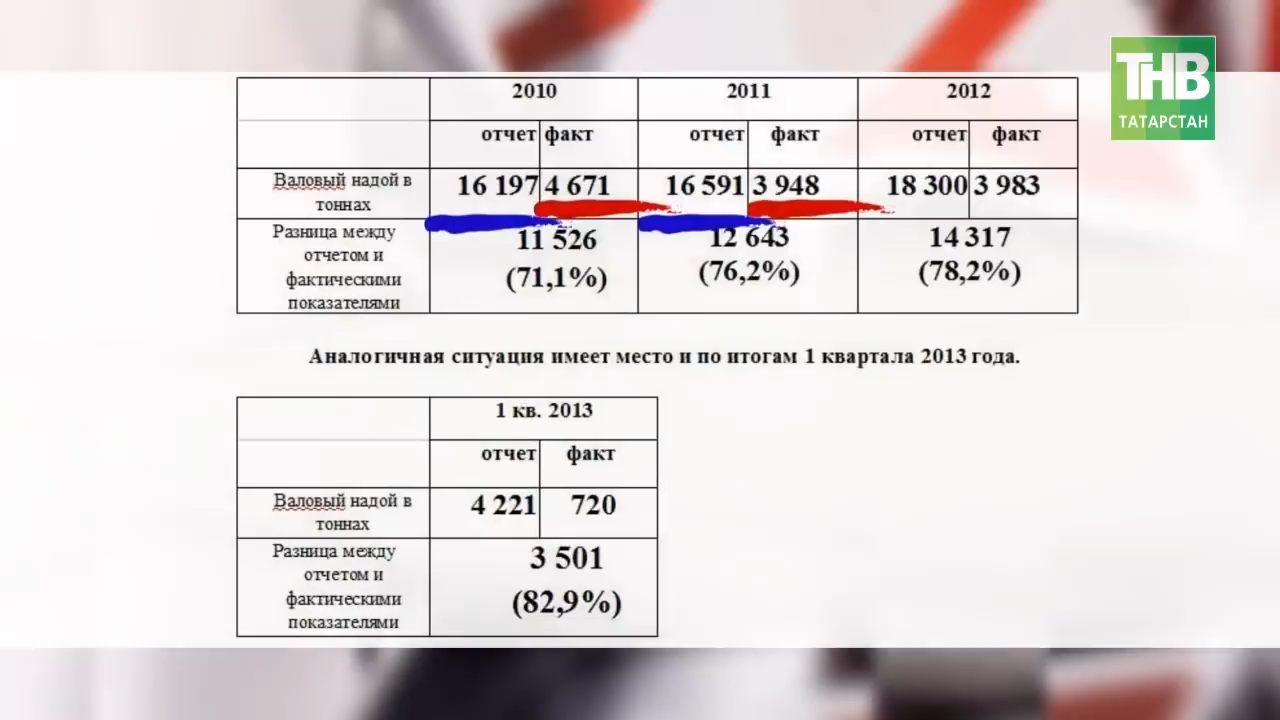 ТНВ
ТАТАРСТАН
2010 2011 2012
отчет факт отчет факт отчет факт
Валовый надой в
тоннах
16 197 4 671 16 591 3 948 18 300 3 983
Разница между
отчетом и
фактическими
показателями
11 526 12 643 14 317
(71,1%) (76,2%) (78,2%)
Аналогичная ситуация имеет место и по итогам 1 квартала 2013 года.
1 кв. 2013
отчет факт
Валовый надой в
тоннах
4 221 720
Разница между
отчетом и
фактическими
показателями
3 501
(82,9%)